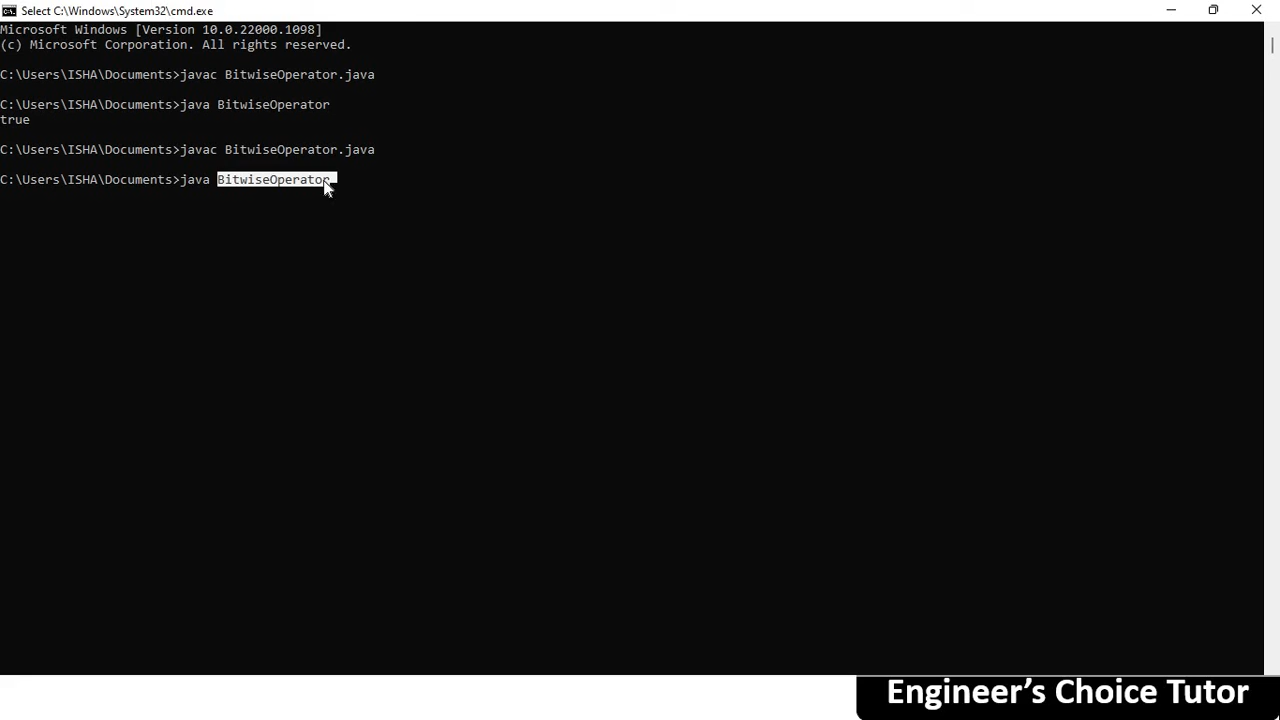 Select C:\Windows\System32\cmd.exe
Microsoft Windows [Version 10.0.22000.1098]
(c) Microsoft Corporation. All rights reserved.
C:\Users\ISHA\Documents>javac BitwiseOperator.java
C:\Users\ISHA\Documents>java BitwiseOperator
true
C:\Users\ISHA\Documents>javac BitwiseOperator.java
C:\Users\ISHA\Documents>java BitwiseOperator
Engineer’s Choice Tutor